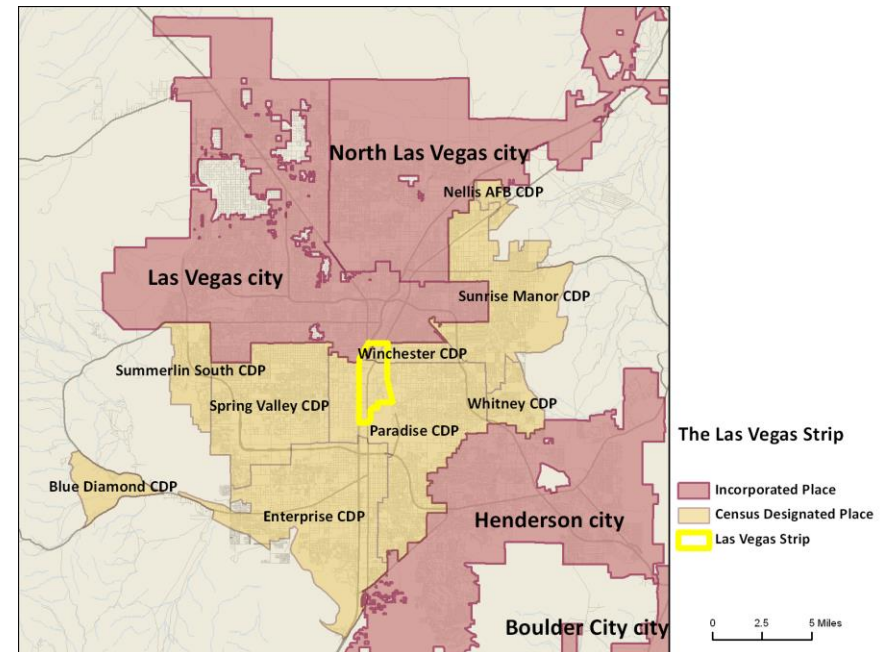 North Las Vegas city
Nellis AFB CDP
Las Vegas city
Sunrise Manor CDP
Winchester CDP
Summerlin South CDP
Spring Valley CDP
Whitney CDP
Paradise CDP
Blue Diamond CDP
Enterprise CDP
Henderson city
Boulder City city
The Las Vegas Strip
Incorporated Place
Census Designated Place
Las Vegas Strip
0 2.5 5 Miles